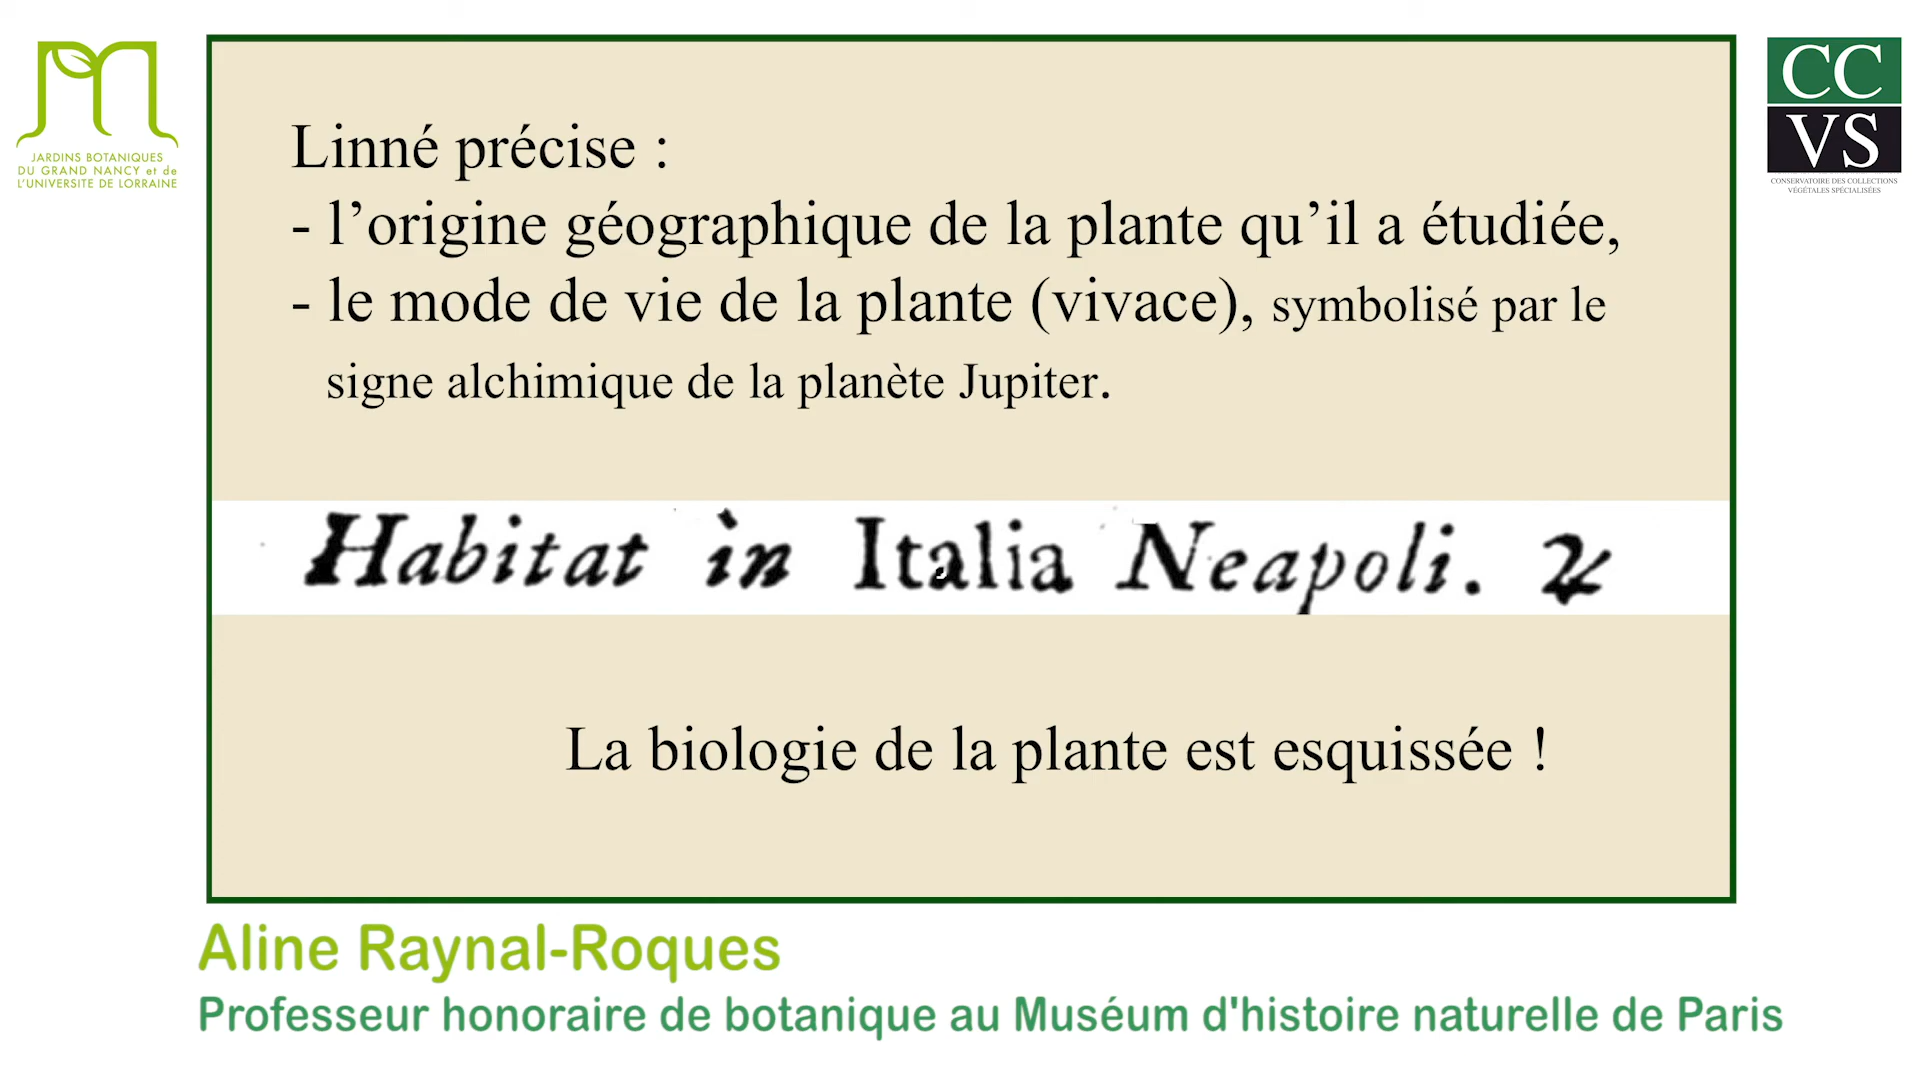 JARDINS BOTANIQUES
DU GRAND NANCY et de
L'UNIVERSITE DE LORRAINE
CC
VS
CONSERVATOIRE DES COLLECTIONS
VÉGÉTALES SPÉCIALISÉES
Linné précise :
- l’origine géographique de la plante qu’il a étudiée,
- le mode de vie de la plante (vivace), symbolisé par le
signe alchimique de la planète Jupiter.
Habitat in Italia Neapoli. ♃
La biologie de la plante est esquissée !
Aline Raynal-Roques
Professeur honoraire de botanique au Muséum d'histoire naturelle de Paris